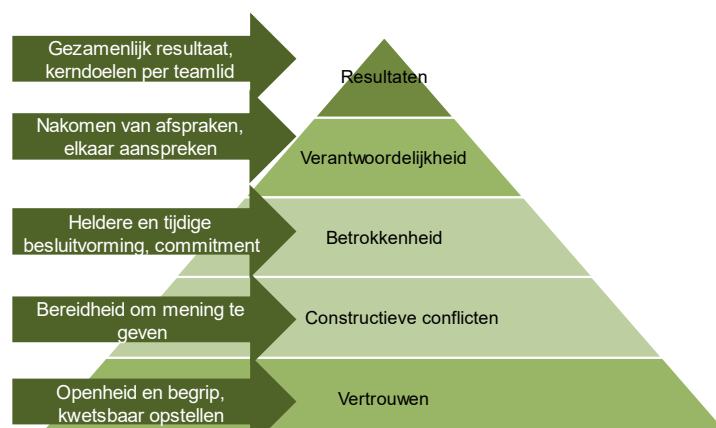 Gezamenlijk resultaat,
kerndoelen per teamlid
Resultaten
Nakomen van afspraken,
elkaar aanspreken
Verantwoordelijkheid
Heldere en tijdige
besluitvorming, commitment
Betrokkenheid
Bereidheid om mening te
geven
Constructieve conflicten
Openheid en begrip,
kwetsbaar opstellen
Vertrouwen